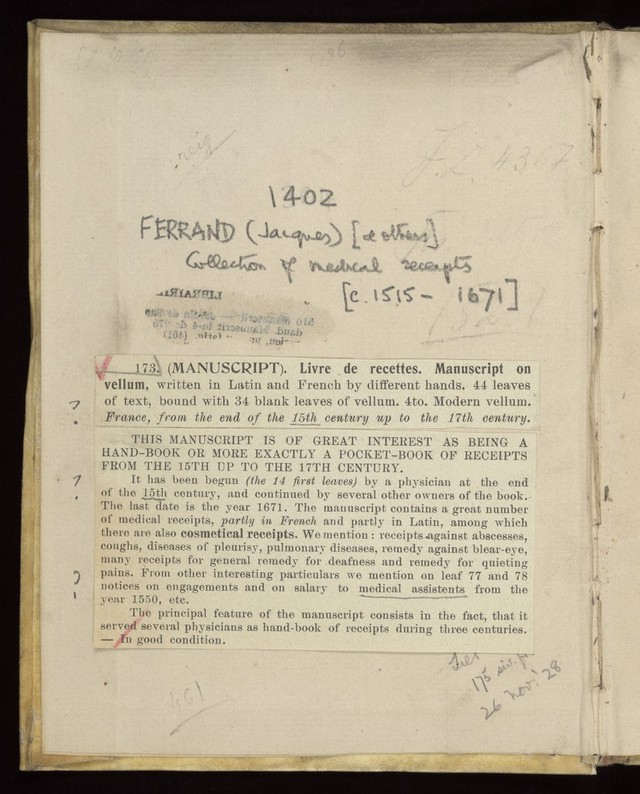 1402
FERRAND (Jacques) [& others]
Collection of medical receipts
[c. 1515 - 1671]
LIBRAIRI
173. (MANUSCRIPT). Livre de recettes. Manuscript on
vellum, written in Latin and French by different hands. 44 leaves
of text, bound with 34 blank leaves of vellum. 4to. Modern vellum.
? France, from the end of the 15th century up to the 17th century.
THIS MANUSCRIPT IS OF GREAT INTEREST AS BEING A
HAND-BOOK OR MORE EXACTLY A POCKET-BOOK OF RECEIPTS
FROM THE 15TH UP TO THE 17TH CENTURY.
It has been begun (the 14 first leaves) by a physician at the end
? of the 15th century, and continued by several other owners of the book.
The last date is the year 1671. The manuscript contains a great number
of medical receipts, partly in French and partly in Latin, among which
there are also cosmetical receipts. We mention: receipts against abscesses,
coughs, diseases of pleurisy, pulmonary diseases, remedy against blear-eye,
many receipts for general remedy for deafness and remedy for quieting
? pains. From other interesting particulars we mention on leaf 77 and 78
notices on engagements and on salary to medical assistents from the
year 1550, etc.
The principal feature of the manuscript consists in the fact, that it
served several physicians as hand-book of receipts during three centuries.
— In good condition.
26 nov. 28